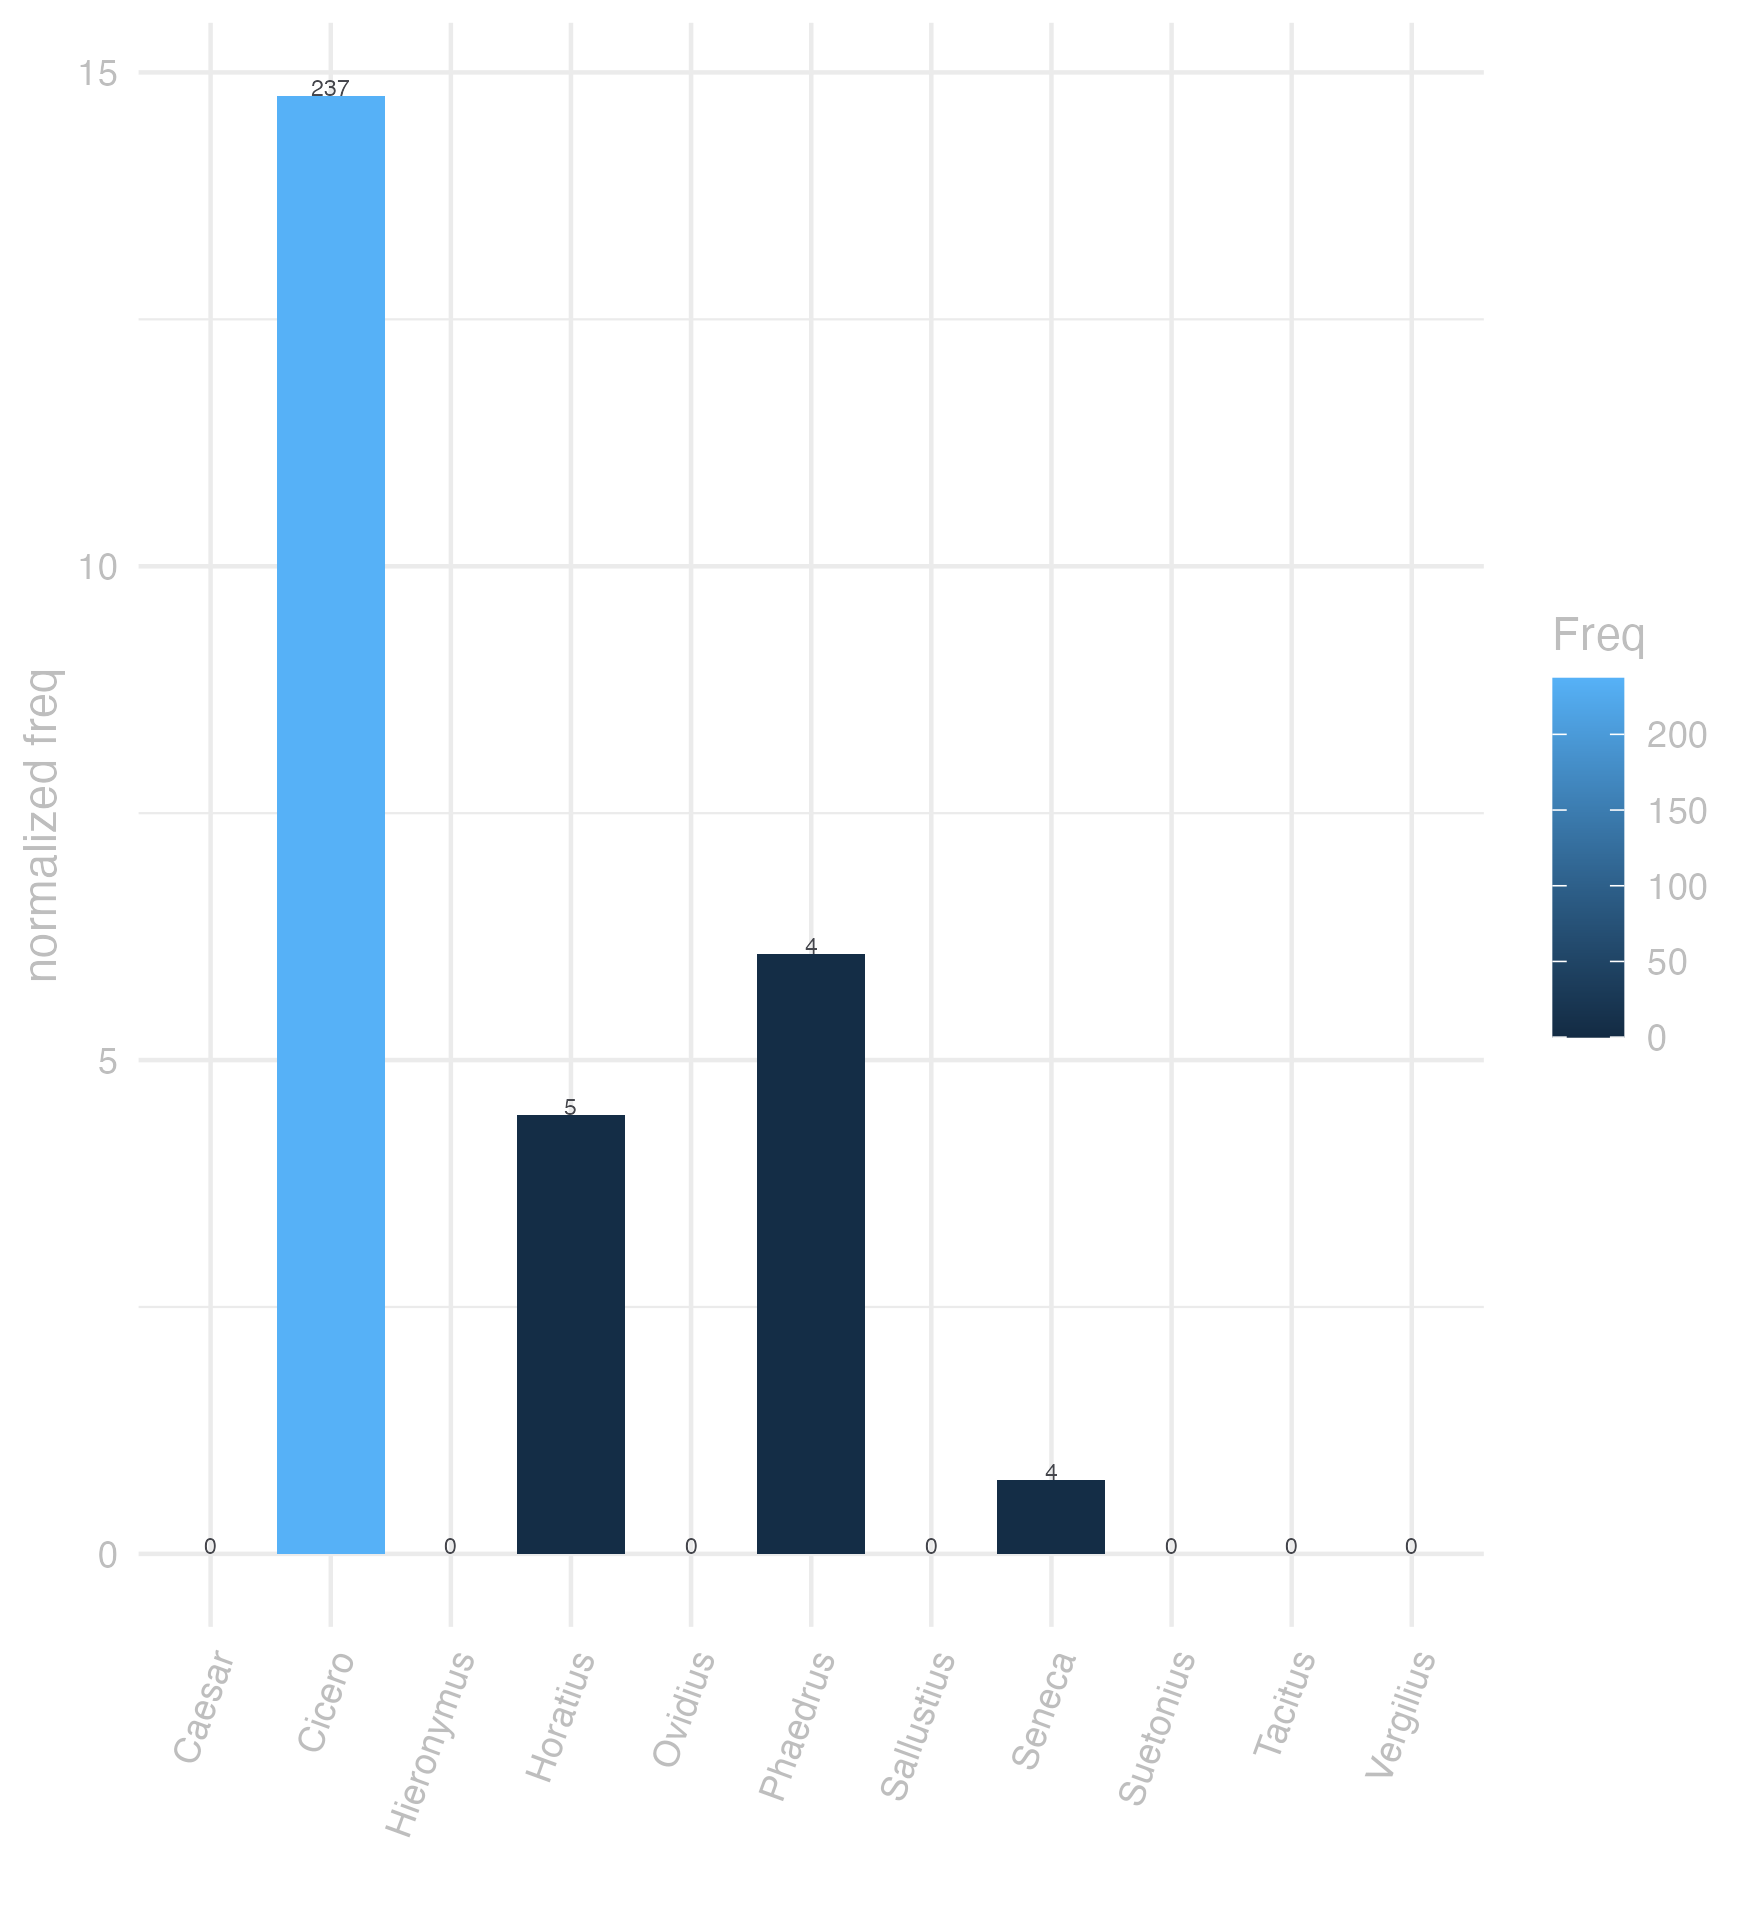 15
10
5
0
normalized freq
237
4
5
4
0
0
0
0
0
0
0
Caesar
Cicero
Hieronymus
Horatius
Ovidius
Phaedrus
Sallustius
Seneca
Suetonius
Tacitus
Vergilius
Freq
200
150
100
50
0